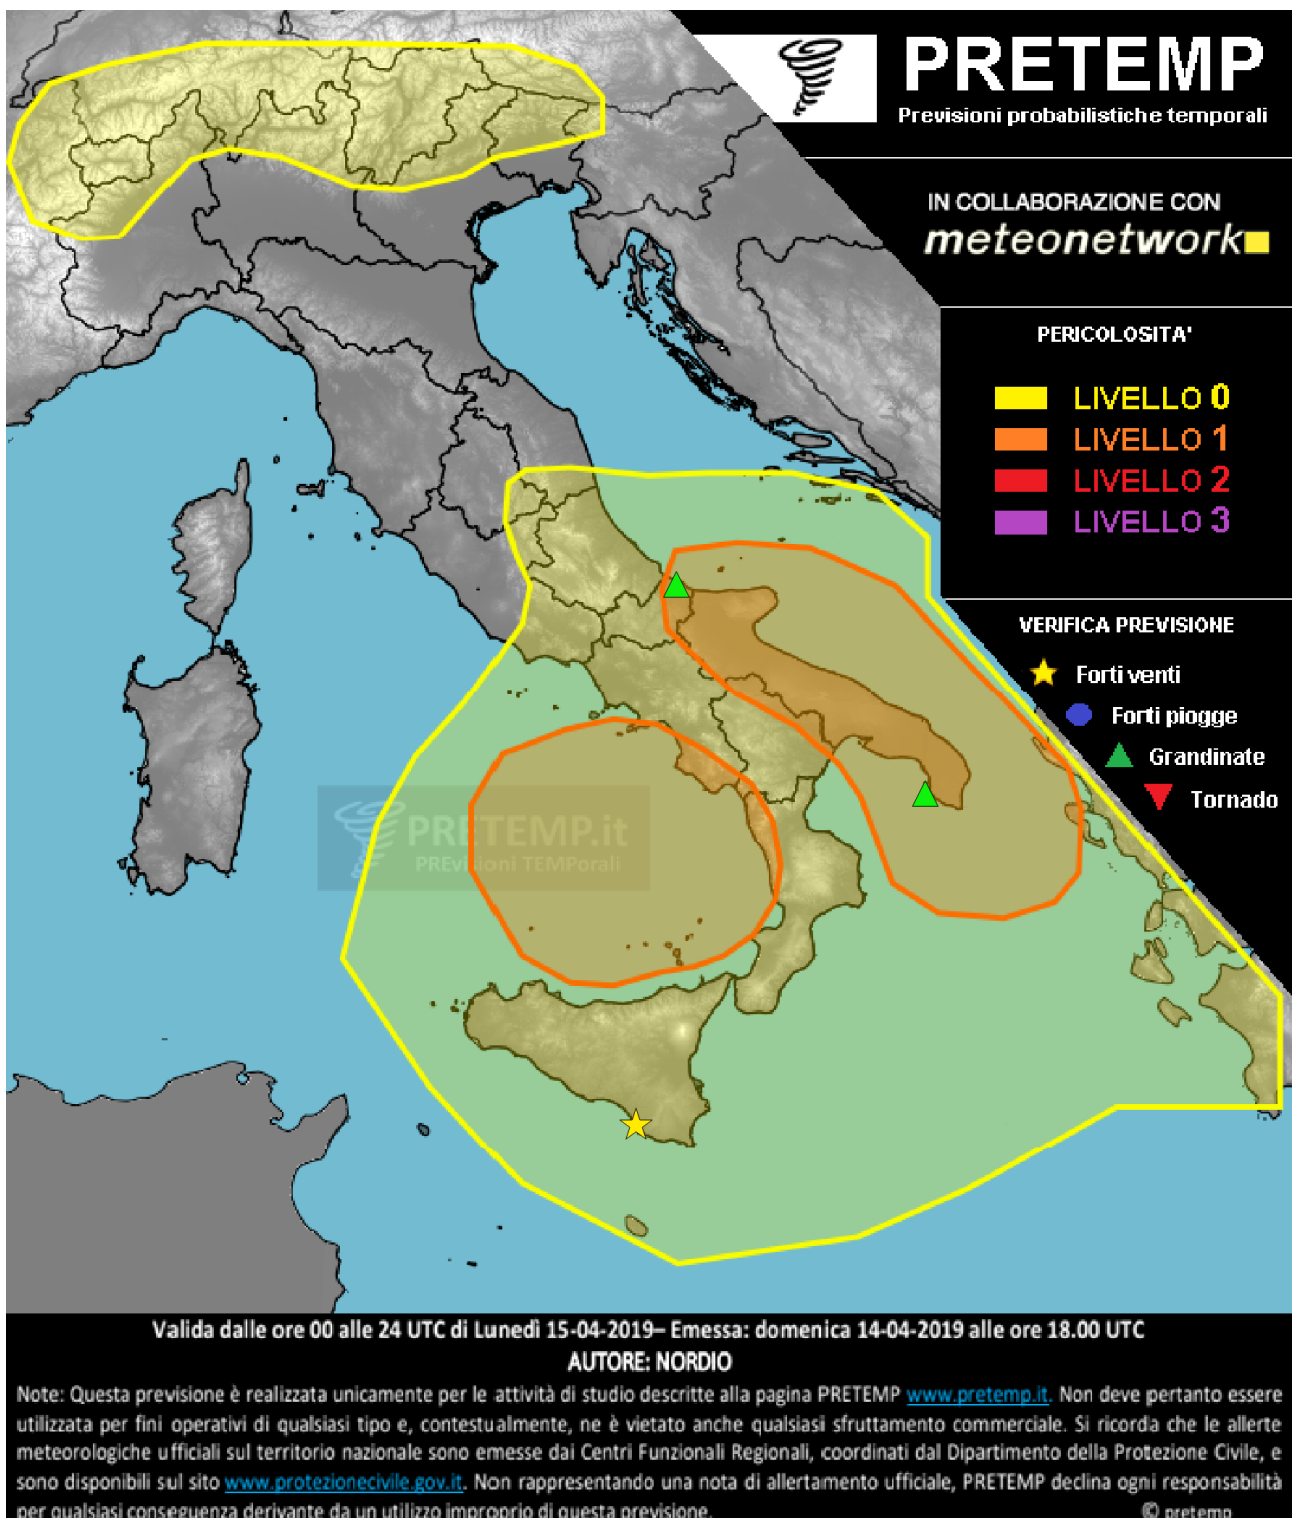 PRETEMP
Previsioni probabilistiche temporali
IN COLLABORAZIONE CON
meteonetwork
PERICOLOSITA'
LIVELLO 0
LIVELLO 1
LIVELLO 2
LIVELLO 3
VERIFICA PREVISIONE
Forti venti
Forti piogge
Grandinate
Tornado
PRETEMP.it
PREvisioni TEMPorali
Valida dalle ore 00 alle 24 UTC di Lunedì 15-04-2019– Emessa: domenica 14-04-2019 alle ore 18.00 UTC
AUTORE: NORDIO
Note: Questa previsione è realizzata unicamente per le attività di studio descritte alla pagina PRETEMP www.pretemp.it. Non deve pertanto essere
utilizzata per fini operativi di qualsiasi tipo e, contestualmente, ne è vietato anche qualsiasi sfruttamento commerciale. Si ricorda che le allerte
meteorologiche ufficiali sul territorio nazionale sono emesse dai Centri Funzionali Regionali, coordinati dal Dipartimento della Protezione Civile, e
sono disponibili sul sito www.protezionecivile.gov.it. Non rappresentando una nota di allertamento ufficiale, PRETEMP declina ogni responsabilità
per qualsiasi conseguenza derivante da un utilizzo improprio di questa previsione. © pretemp